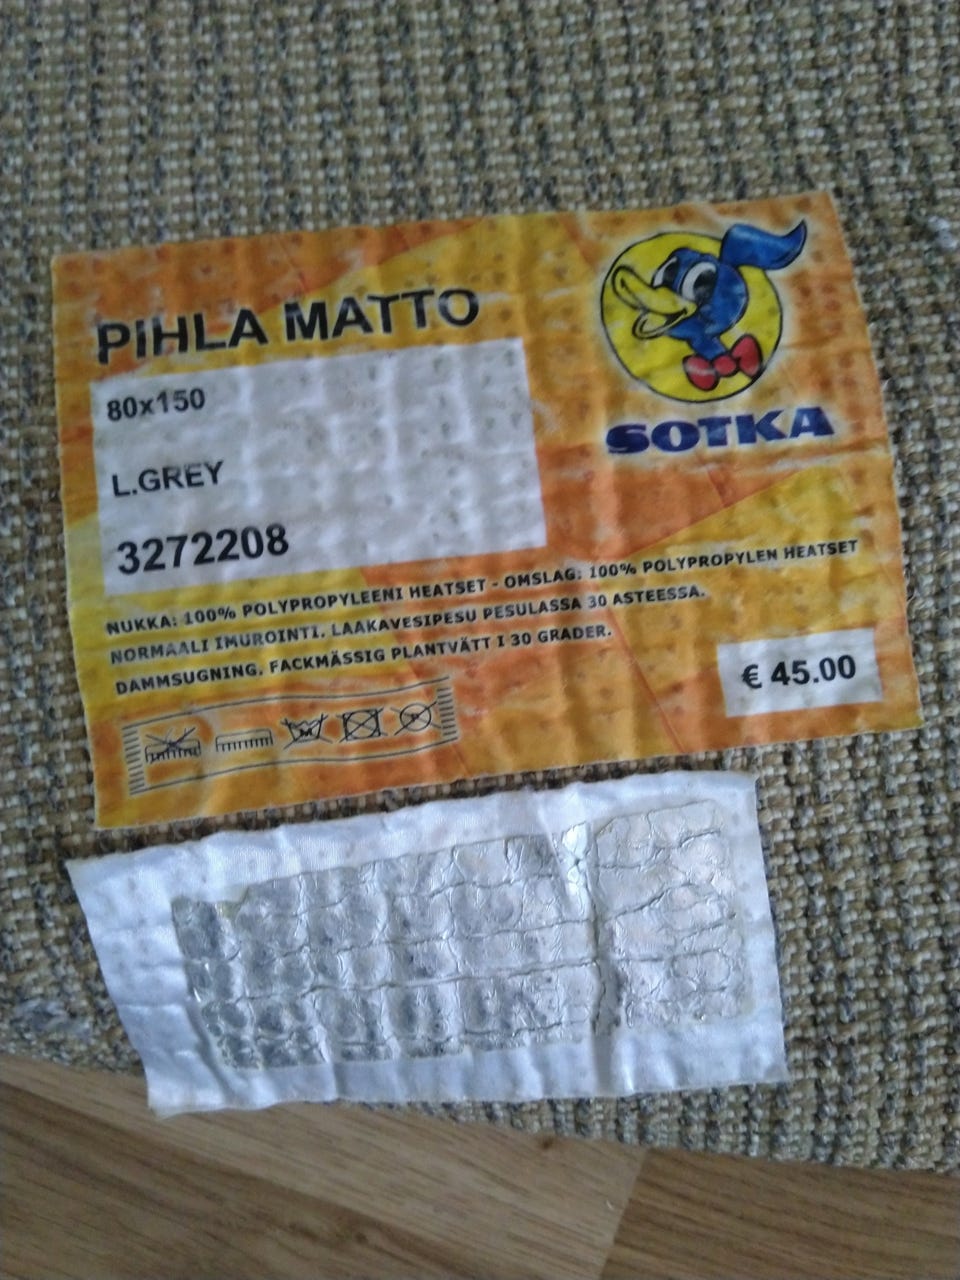 PIHLA MATTO
80x150
L.GREY
3272208
SOTKA
NUKKA: 100% POLYPROPYLEENI HEATSET - OMSLAG: 100% POLYPROPYLEN HEATSET
NORMAALI IMUROINTI. LAAKAVESIPESU PESULASSA 30 ASTEESSA.
DAMMSUGNING. FACKMÄSSIG PLANTVÄTT I 30 GRADER.
€ 45.00